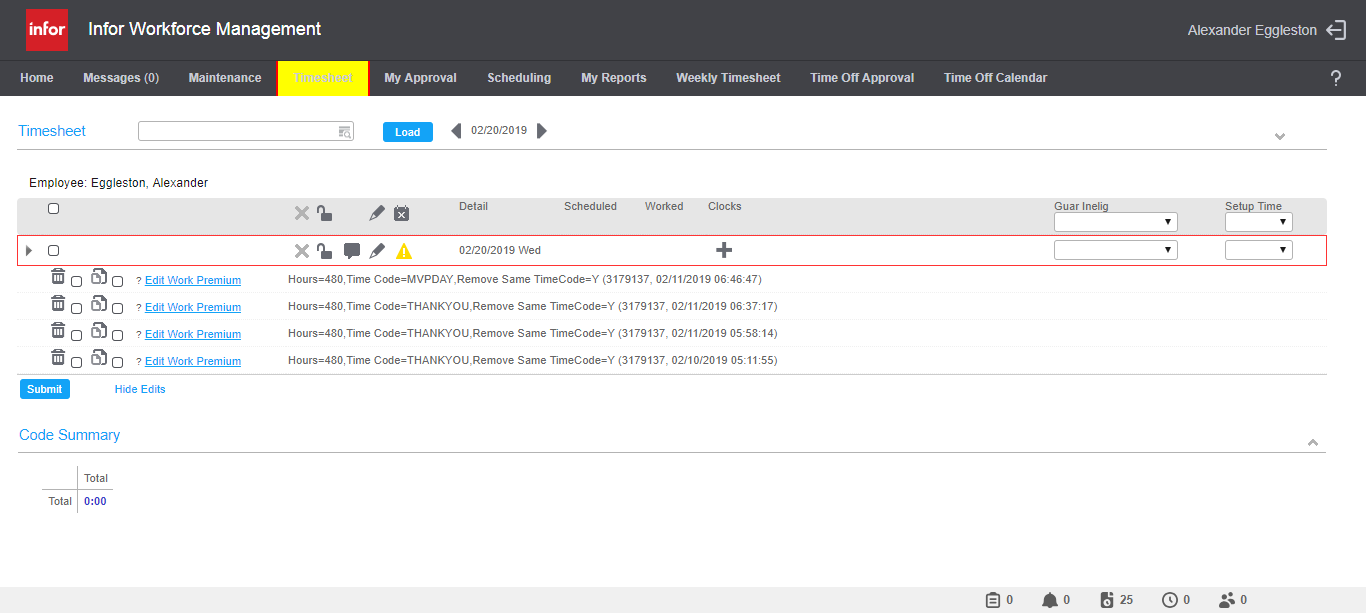 infor Infor Workforce Management Alexander Eggleston
Home Messages (0) Maintenance Timesheet My Approval Scheduling My Reports Weekly Timesheet Time Off Approval Time Off Calendar ?
Timesheet Load 02/20/2019
Employee: Eggleston, Alexander
Detail Scheduled Worked Clocks Guar Inelig Setup Time
02/20/2019 Wed
? Edit Work Premium Hours=480,Time Code=MVPDAY,Remove Same TimeCode=Y (3179137, 02/11/2019 06:46:47)
? Edit Work Premium Hours=480,Time Code=THANKYOU,Remove Same TimeCode=Y (3179137, 02/11/2019 06:37:17)
? Edit Work Premium Hours=480,Time Code=THANKYOU,Remove Same TimeCode=Y (3179137, 02/11/2019 05:58:14)
? Edit Work Premium Hours=480,Time Code=THANKYOU,Remove Same TimeCode=Y (3179137, 02/10/2019 05:11:55)
Submit Hide Edits
Code Summary
Total
Total 0:00
0 0 25 0 0